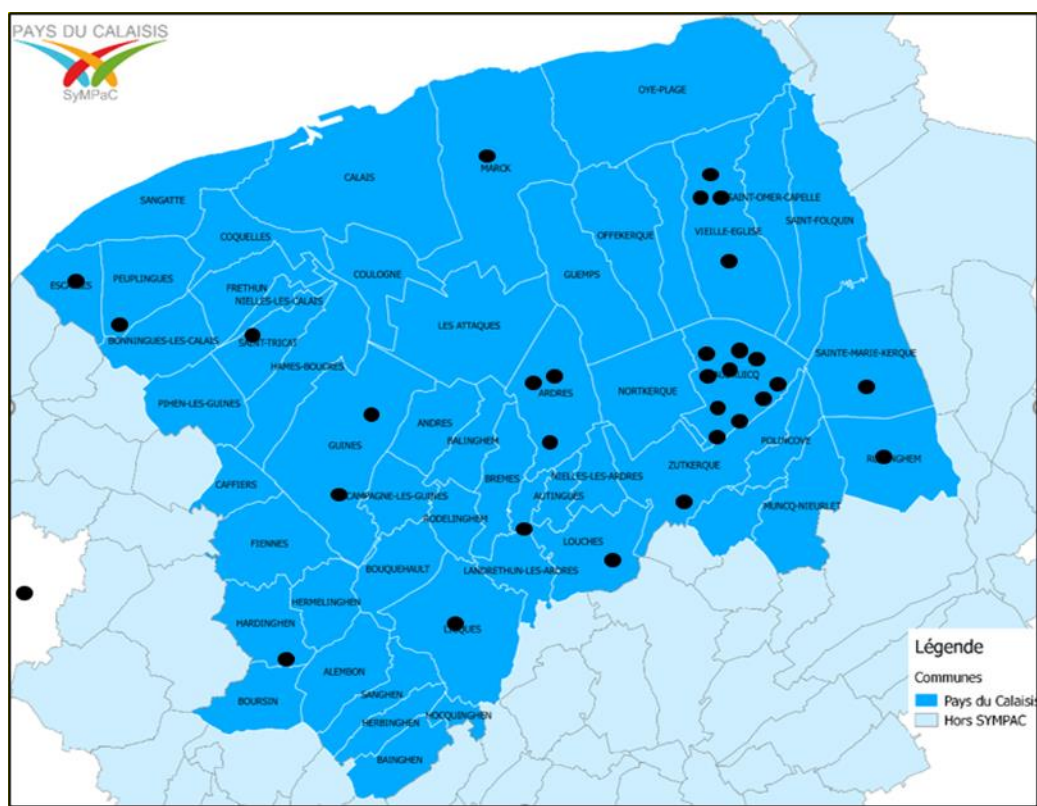 PAYS DU CALAISIS
SyMPaC
OYE-PLAGE
MARCK
CALAIS
SANGATTE
SAINT-OMER-CAPELLE
SAINT-FOLQUIN
VIEILLE-EGLISE
OFFEKERQUE
COQUELLES
PEUPLINGUES
COULOGNE
GUEMPS
FRETHUN
NIELLES-LES-CALAIS
LES ATTAQUES
BONNINGUES-LES-CALAIS
SAINT-TRICAT
SAINTE-MARIE-KERQUE
HAMES-BOUCRES
NORTKERQUE
ARDRES
PIHEN-LES-GUINES
ANDRES
GUINES
BALINGHEM
POLINCOVE
ZUTKERQUE
BREMES
NIELLES-LES-ARDRES
CAFFIERS
CAMPAGNE-LES-GUINES
AUTINGUES
RODELINGHEM
MUNCQ-NIEURLET
FIENNES
LOUCHES
BOUQUEHAULT
LANDRETHUN-LES-ARDRES
HERMELINGHEN
HARDINGHEN
ALEMBON
BOURSIN
SANGHEN
HERBINGHEN
HOCQUINGHEN
BAINGHEN
Légende
Communes
Pays du Calaisis
Hors SYMPAC